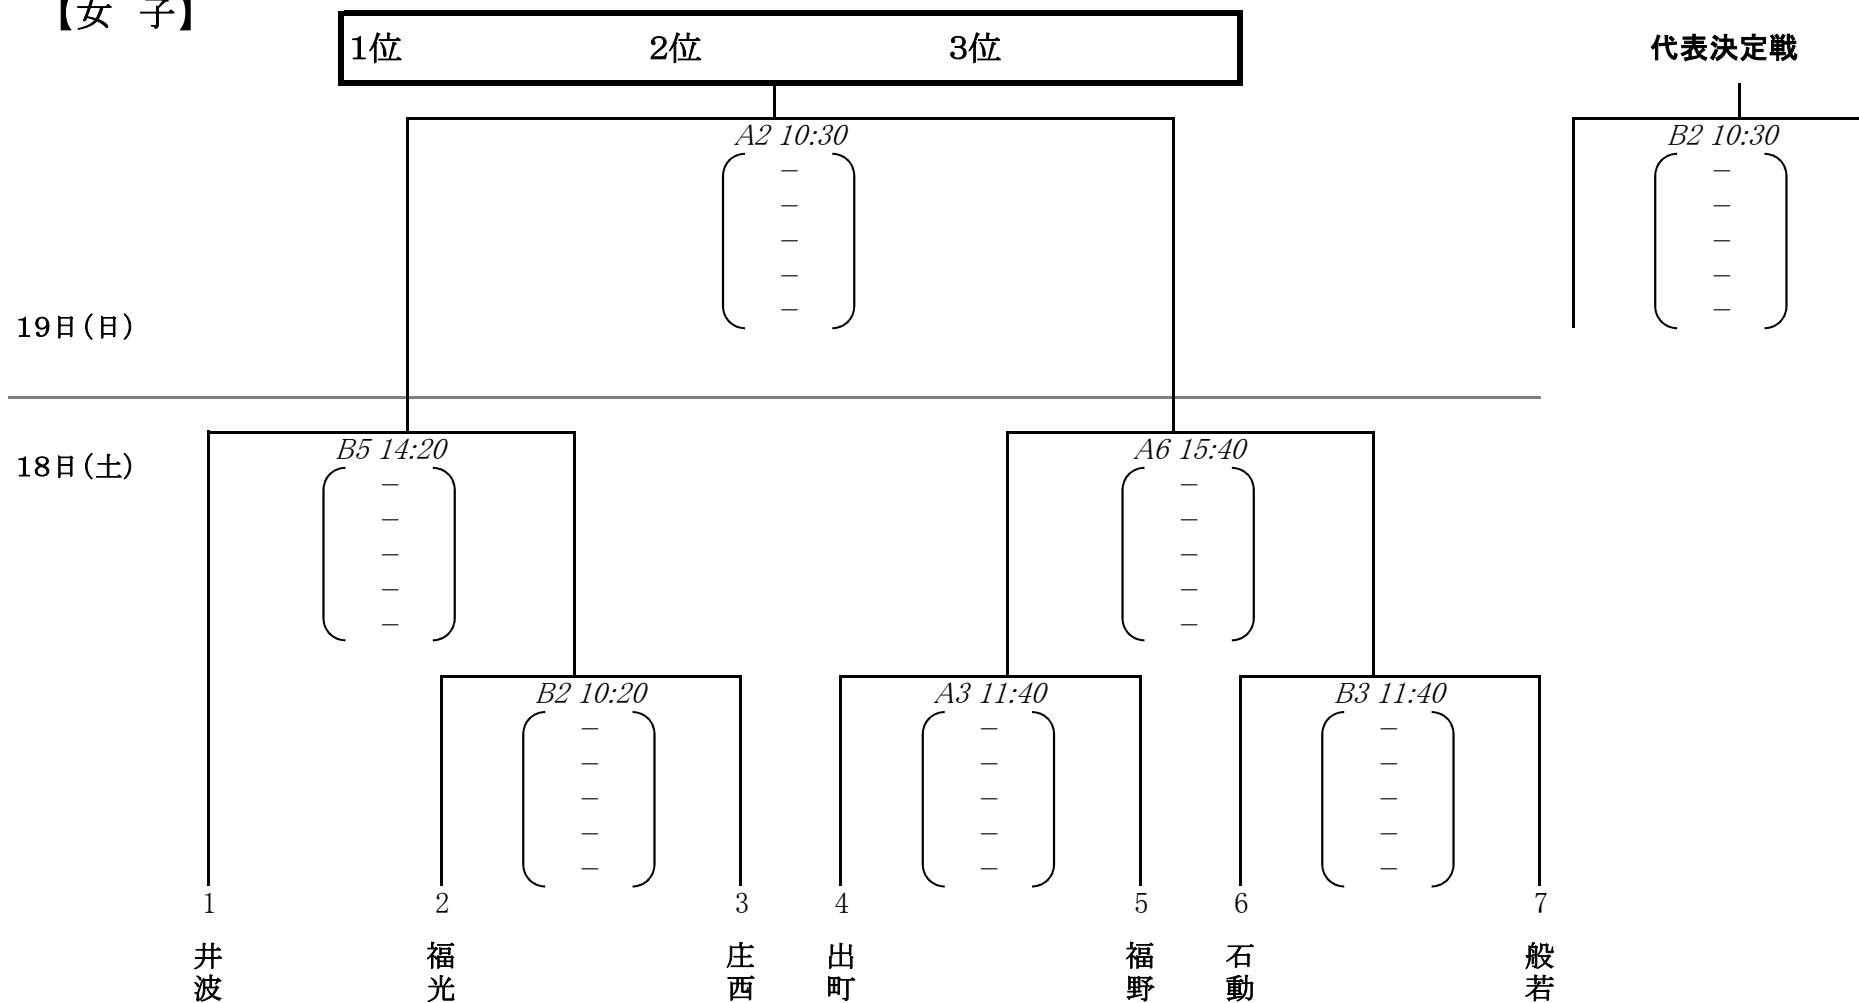 【女　子】
1位　2位　3位
代表決定戦
A2 10:30
B2 10:30
－　－
－　－
－　－
－　－
－　－
19日(日)
18日(土)
B5 14:20
A6 15:40
－　－
－　－
－　－
－　－
－　－
B2 10:20
A3 11:40
B3 11:40
－　－　－
－　－　－
－　－　－
－　－　－
－　－　－
1　2　3　4　5　6　7
井波
福光
庄西
出町
福野
石動
般若